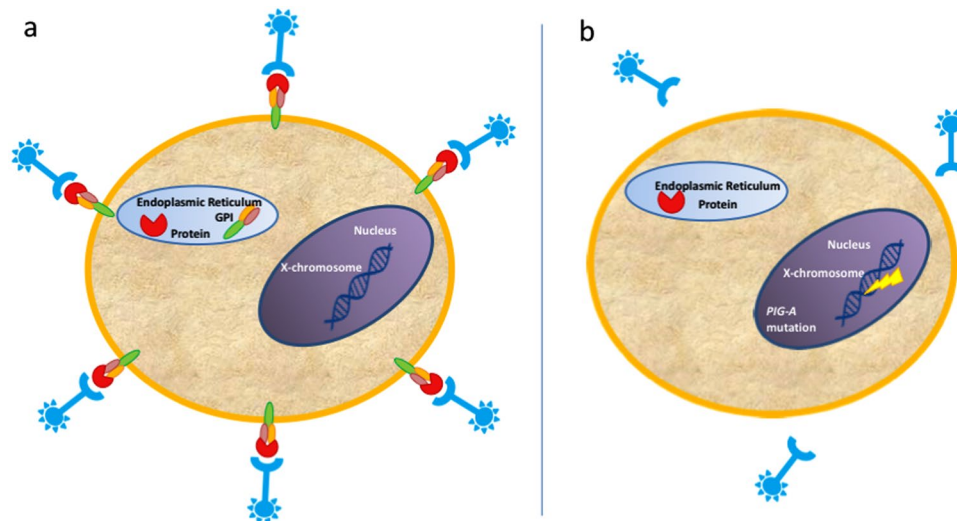 a
Endoplasmic Reticulum
GPI
Protein
Nucleus
X-chromosome
b
Endoplasmic Reticulum
Protein
Nucleus
X-chromosome
PIG-A
mutation